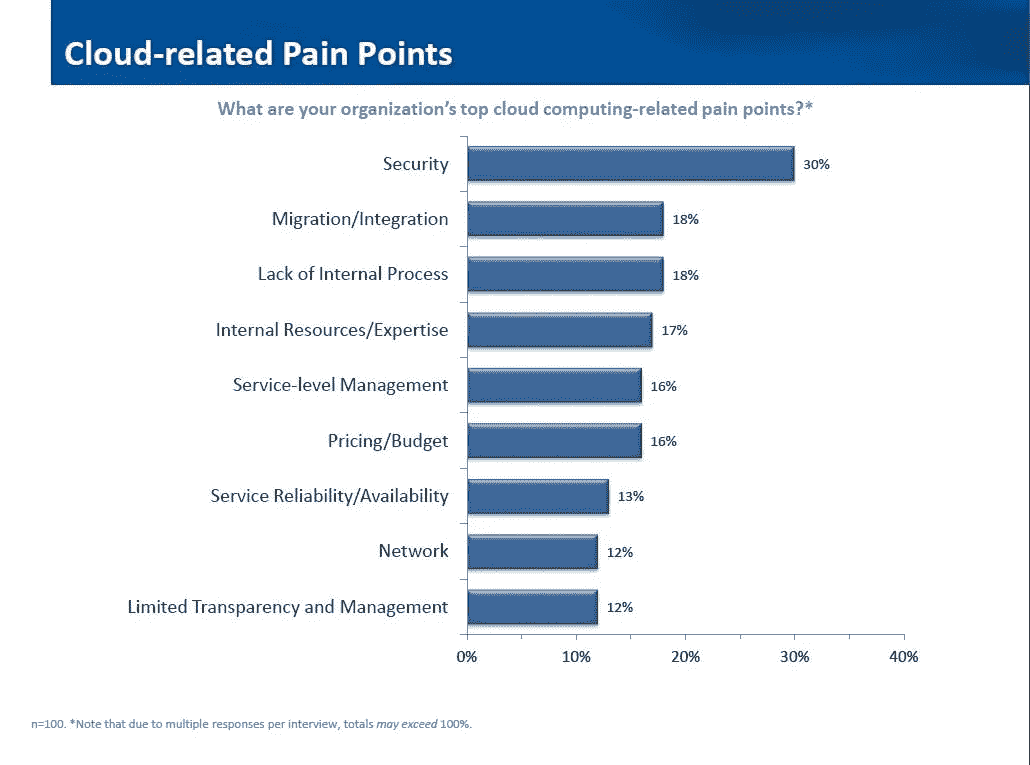 Cloud-related Pain Points
What are your organization's top cloud computing-related pain points?*
Security 30%
Migration/Integration 18%
Lack of Internal Process 18%
Internal Resources/Expertise 17%
Service-level Management 16%
Pricing/Budget 16%
Service Reliability/Availability 13%
Network 12%
Limited Transparency and Management 12%
0% 10% 20% 30% 40%
n=100. *Note that due to multiple responses per interview, totals may exceed 100%.